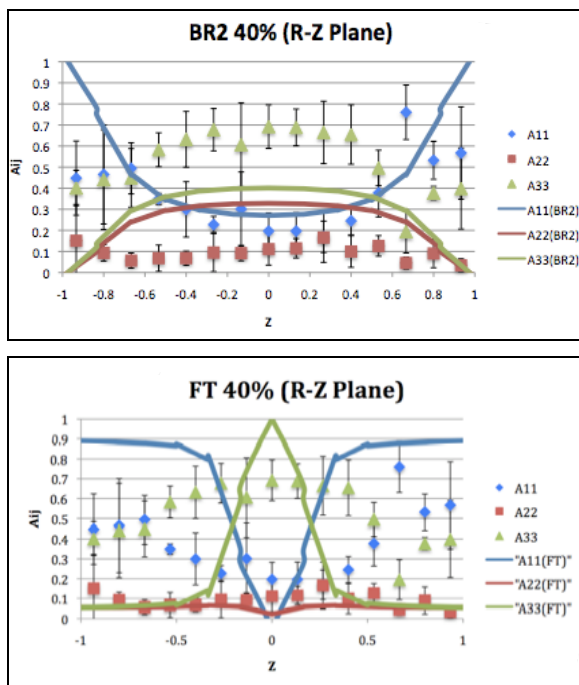 BR2 40% (R-Z Plane)
1
0.9
0.8
0.7
0.6
0.5
0.4
0.3
0.2
0.1
0
Aij
-1 -0.8 -0.6 -0.4 -0.2 0 0.2 0.4 0.6 0.8 1
Z
A11
A22
A33
A11(BR2)
A22(BR2)
A33(BR2)
FT 40% (R-Z Plane)
1
0.9
0.8
0.7
0.6
0.5
0.4
0.3
0.2
0.1
0
Aij
-1 -0.5 0 0.5 1
Z
A11
A22
A33
"A11(FT)"
"A22(FT)"
"A33(FT)"